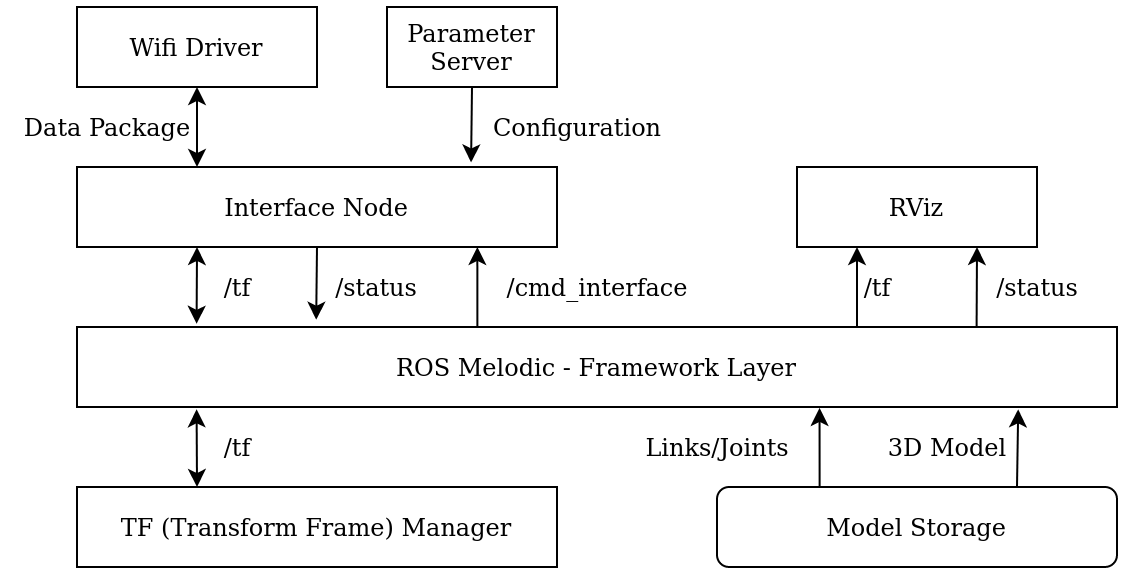 Wifi Driver
Parameter
Server
Data Package
Configuration
Interface Node
RViz
/tf
/status
/cmd_interface
/tf
/status
ROS Melodic - Framework Layer
/tf
Links/Joints
3D Model
TF (Transform Frame) Manager
Model Storage